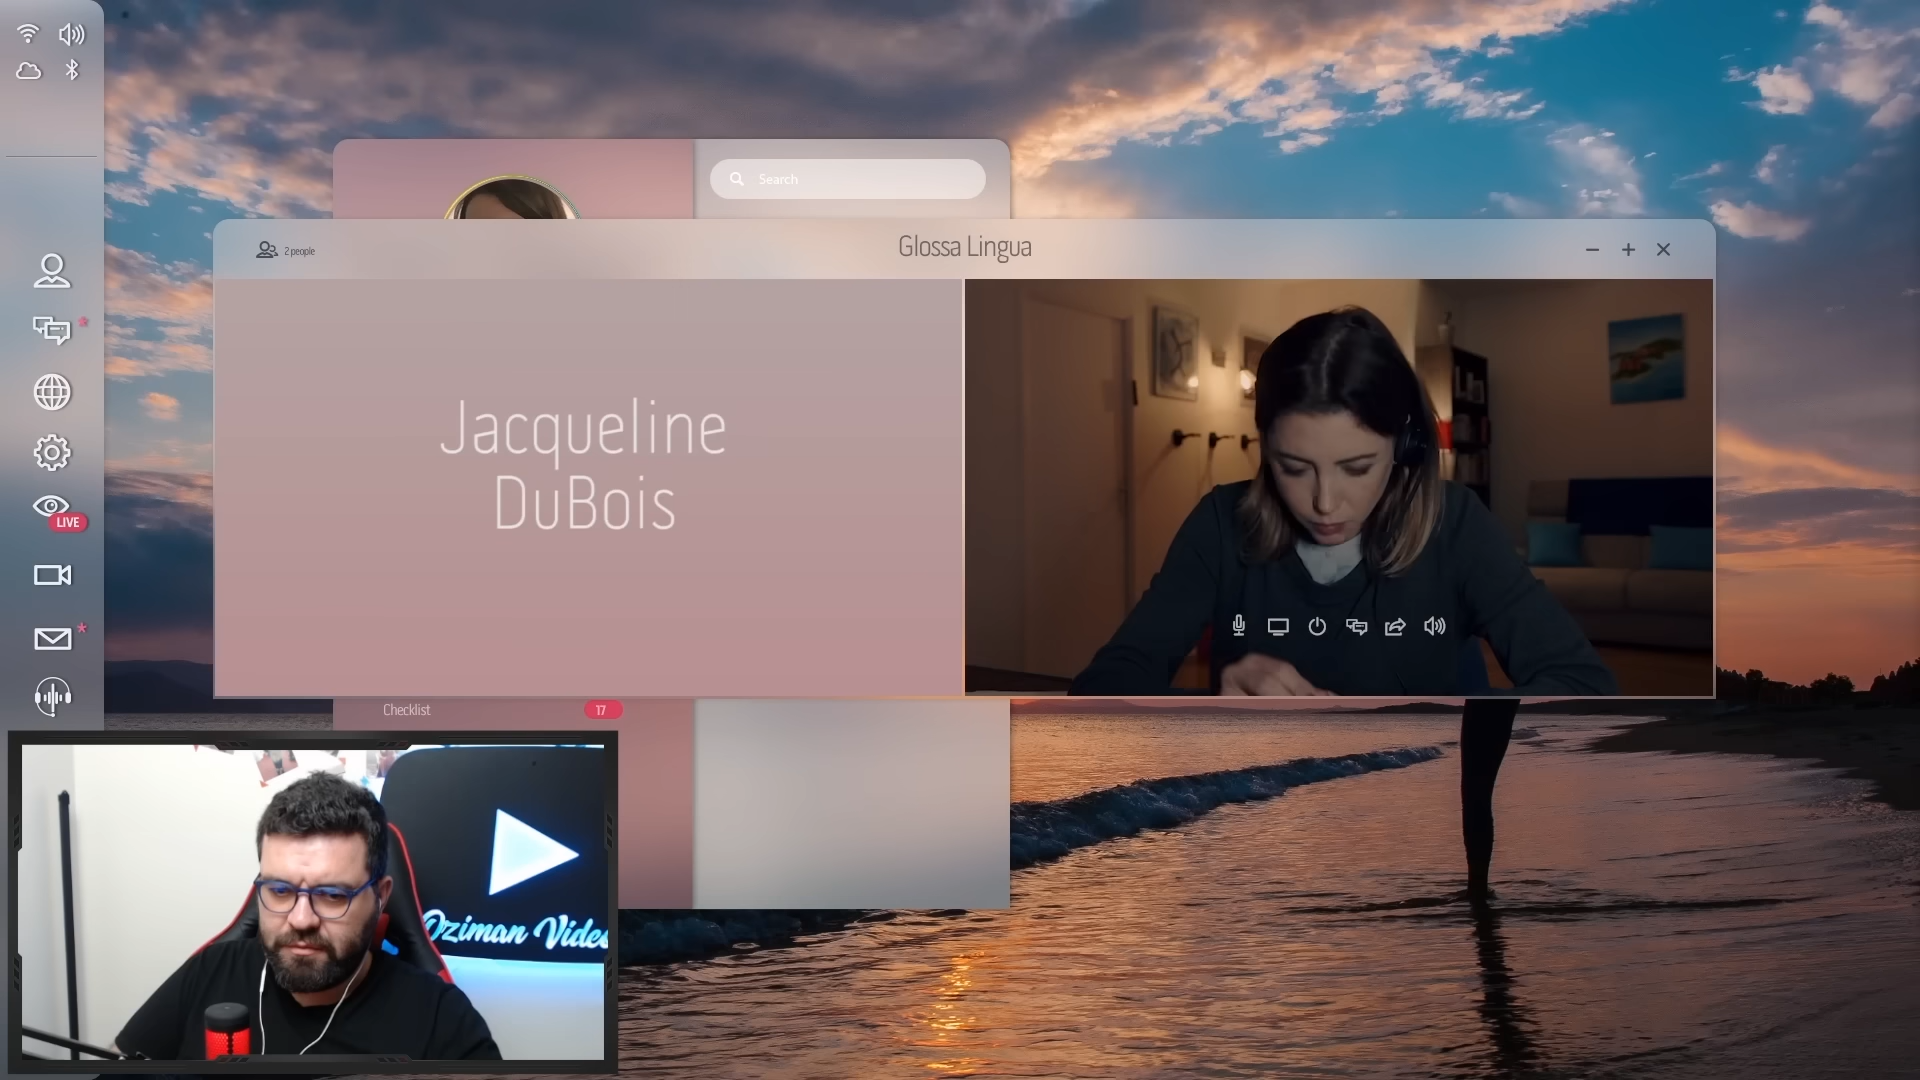 Search
2 people
Glossa Lingua
Jacqueline
DuBois
LIVE
Checklist
17
Oziman Video